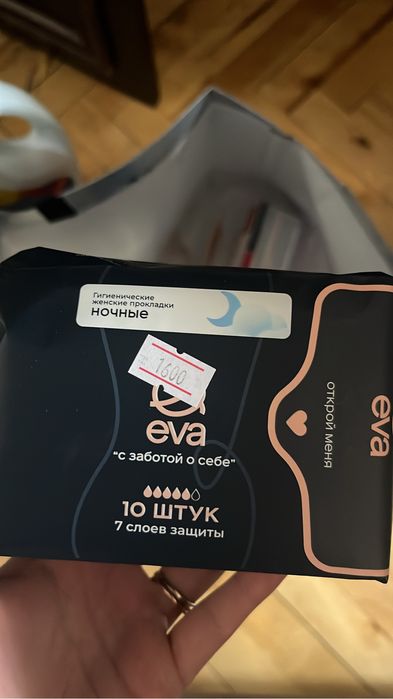 Гигиенические
женские прокладки
ночные
1600
eva
"с заботой о себе"
10 ШТУК
7 слоев защиты
открой меня
eva